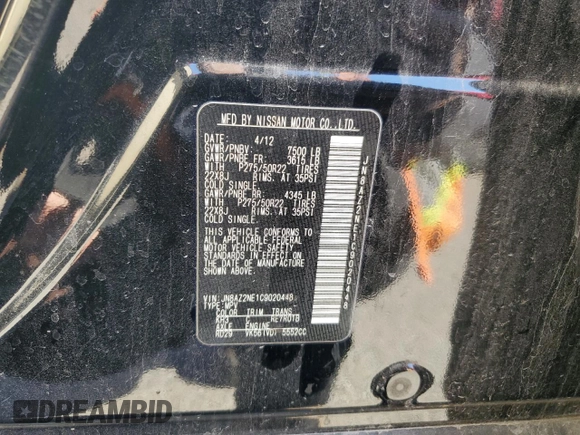 MFD BY NISSAN MOTOR CO.,LTD.
DATE: 4/12
GVWR/PNBV: 7500 LB
GAWR/PNBE FR: 3615 LB
WITH P275/50R22 TIRES,
22X8J RIMS, AT 35PSI
COLD SINGLE.
GAWR/PNBE RR: 4345 LB
WITH P275/50R22 TIRES,
22X8J RIMS, AT 35PSI
COLD SINGLE.
THIS VEHICLE CONFORMS TO
ALL APPLICABLE FEDERAL
MOTOR VEHICLE SAFETY
STANDARDS IN EFFECT ON
THE DATE OF MANUFACTURE
SHOWN ABOVE.
VIN:JN8AZ2NE1C9020448
TYPE:MPV
COLOR TRIM TRANS
KH3
AXLE ENGINE
RD29 VK56(VD) 5552CC
JN8AZ2NE1C9020448
DREAMBID